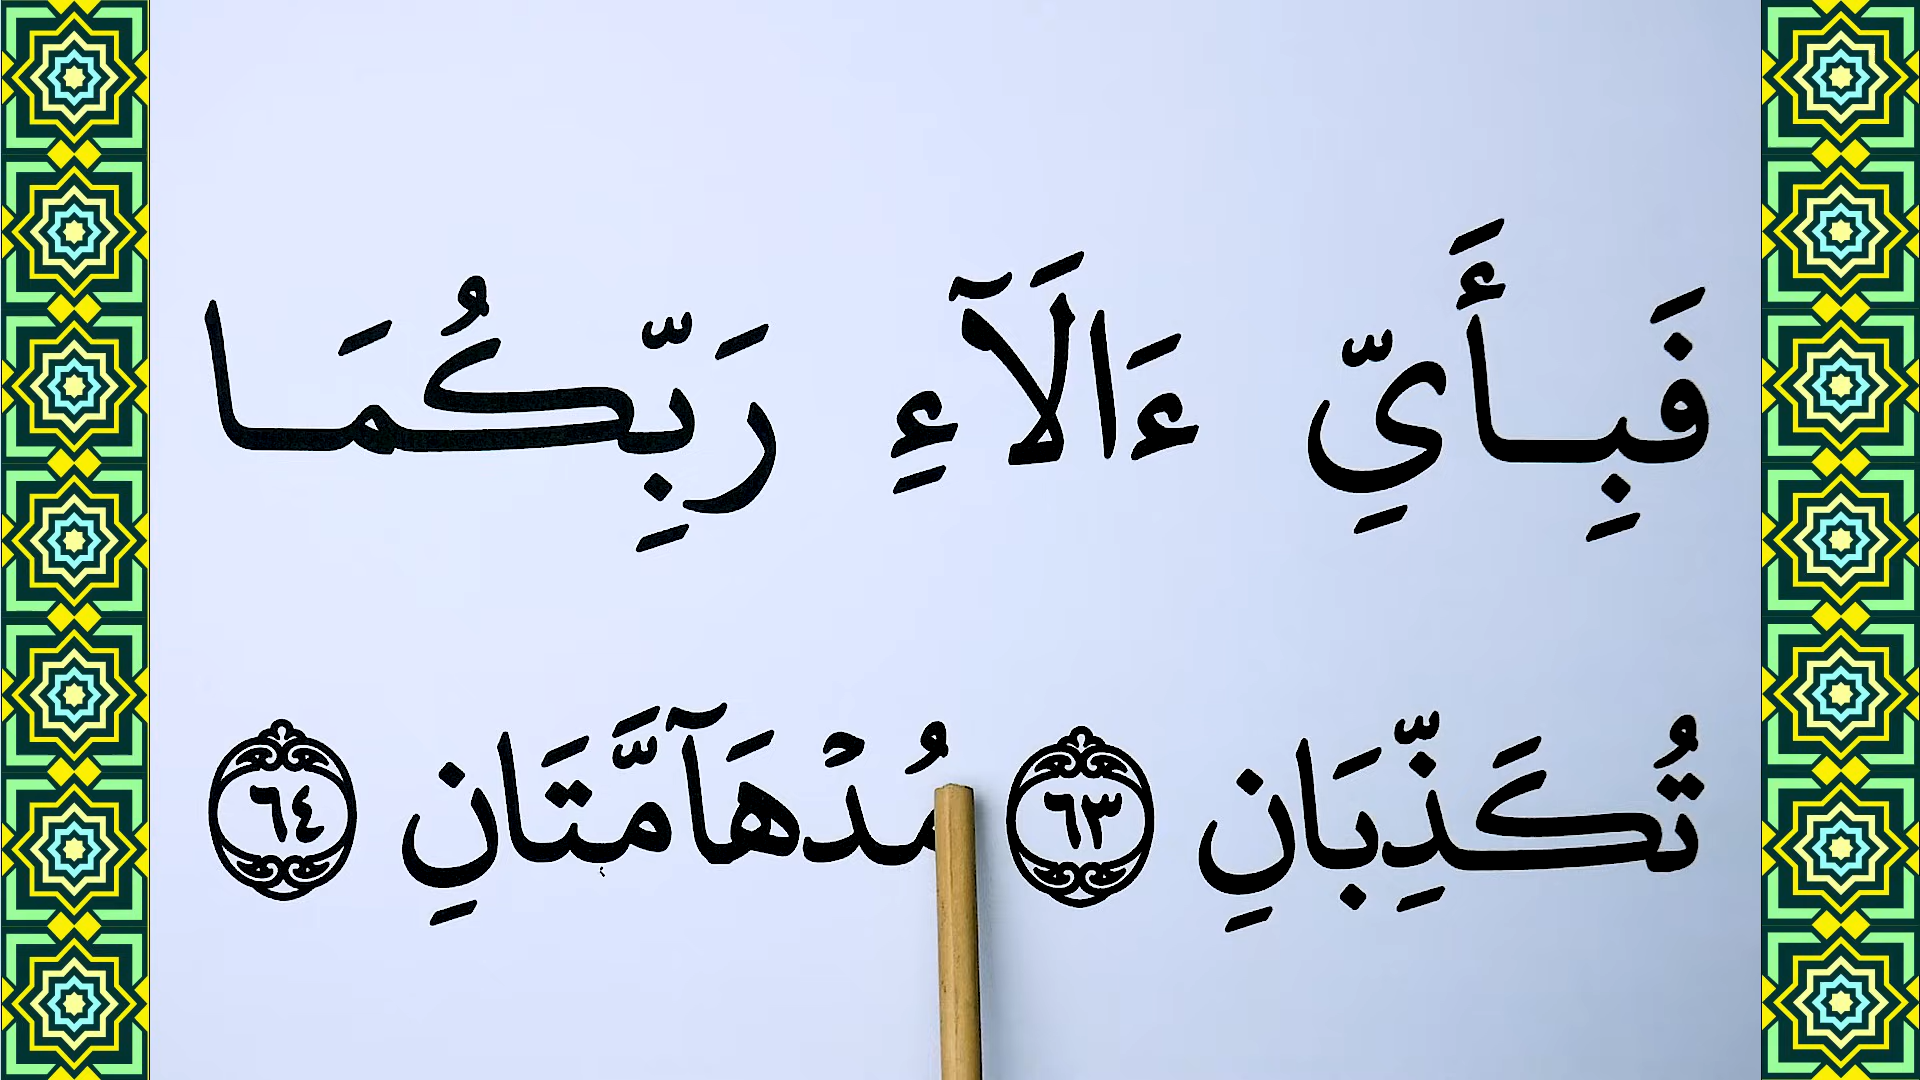 فَبِأَيِّ ءَالَآءِ رَبِّكُمَا
تُكَذِّبَانِ ٦٣ مُدْهَآمَّتَانِ ٦٤